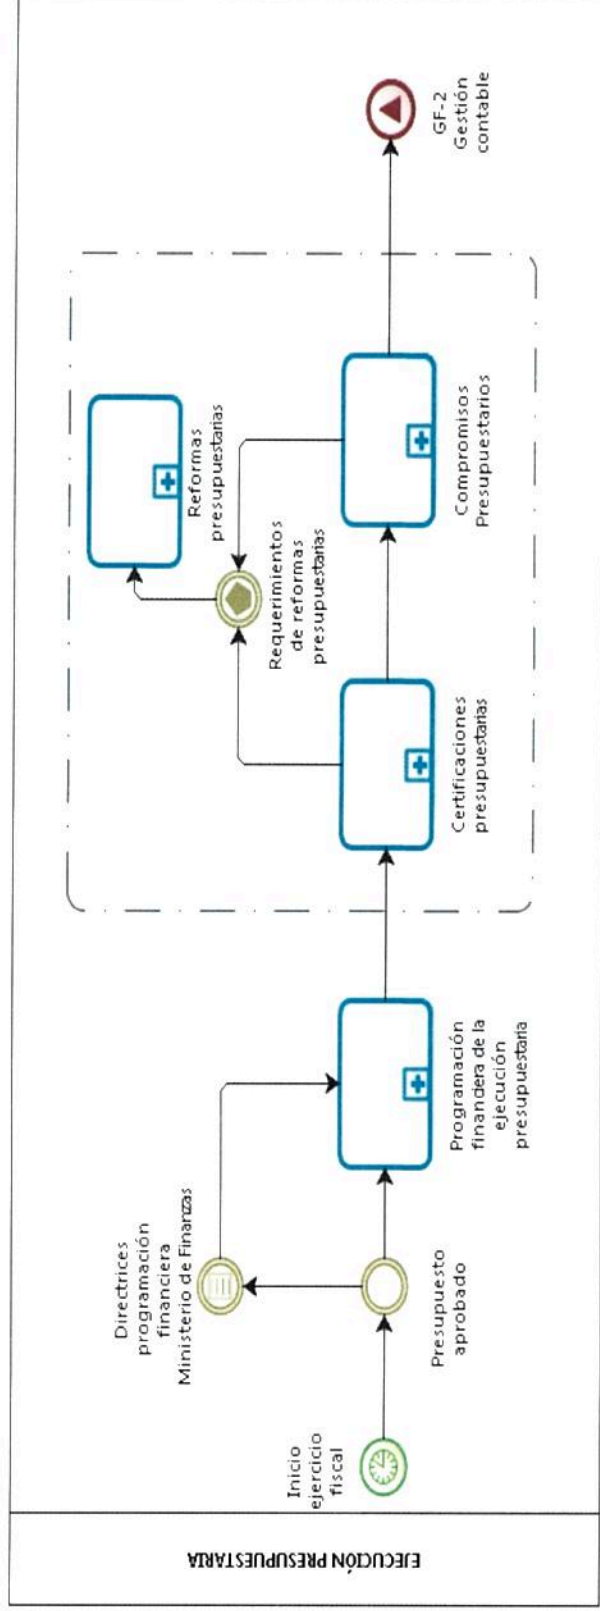 EJECUCIÓN PRESUPUESTARIA
Inicio
ejercicio
fiscal
Presupuesto
aprobado
Directrices
programación
financiera
Ministerio de Finanzas
Programación
financiera de la
ejecución
presupuestaria
Certificaciones
presupuestarias
Requerimientos
de reformas
presupuestarias
Reformas
presupuestarias
Compromisos
Presupuestarios
GF-2
Gestión
contable